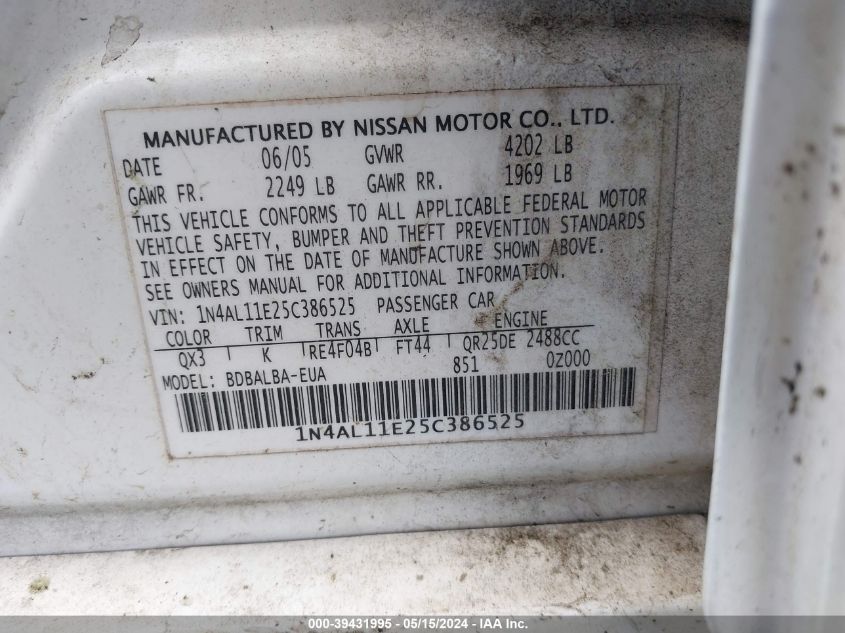 MANUFACTURED BY NISSAN MOTOR CO., LTD.
DATE 06/05 GVWR 4202 LB
GAWR FR. 2249 LB GAWR RR. 1969 LB
THIS VEHICLE CONFORMS TO ALL APPLICABLE FEDERAL MOTOR
VEHICLE SAFETY, BUMPER AND THEFT PREVENTION STANDARDS
IN EFFECT ON THE DATE OF MANUFACTURE SHOWN ABOVE.
SEE OWNERS MANUAL FOR ADDITIONAL INFORMATION.
VIN: 1N4AL11E25C386525 PASSENGER CAR
COLOR TRIM TRANS AXLE ENGINE
QX3 K RE4F04B FT44 QR25DE 2488CC
MODEL: BDBALBA-EUA 851 0Z000
1N4AL11E25C386525
000-39431995 - 05/15/2024 - IAA Inc.